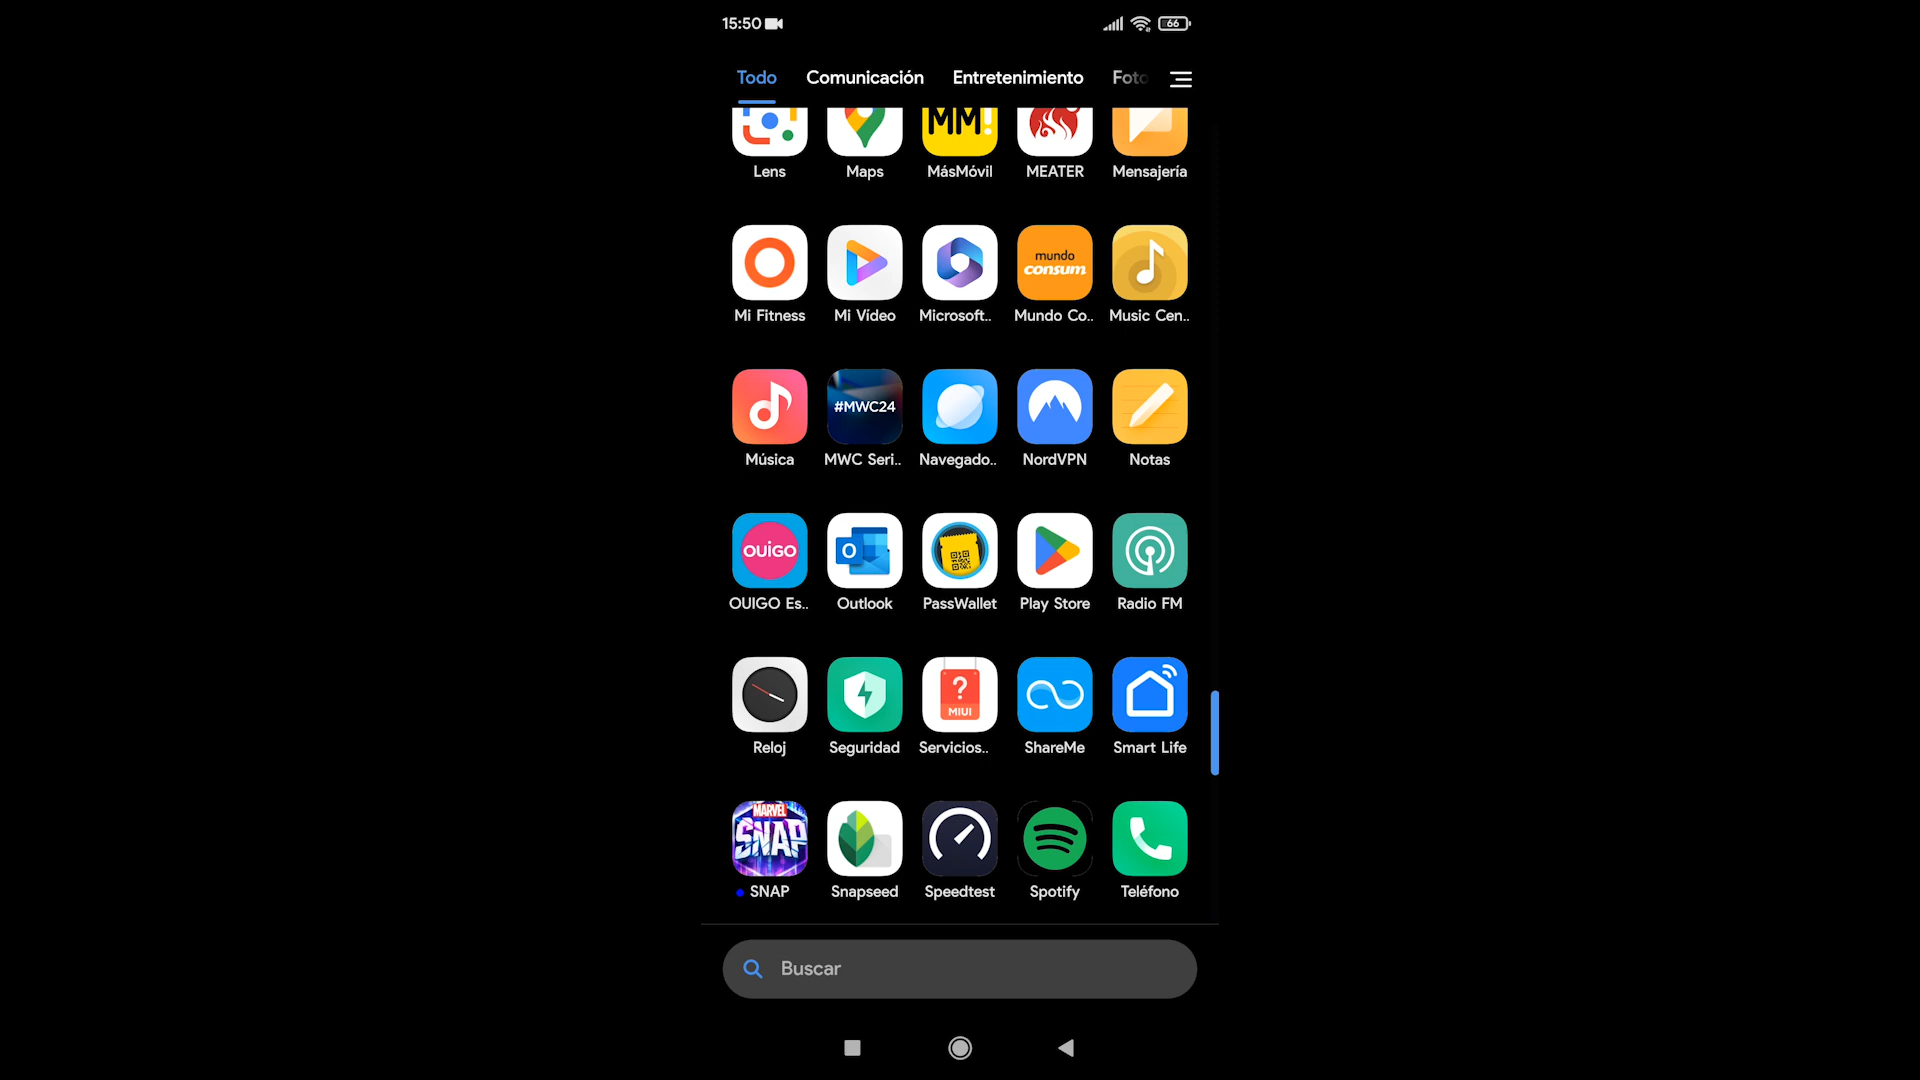 15:50 66
Todo Comunicación Entretenimiento Foto
MM!
Lens Maps MásMóvil MEATER Mensajería
mundo
consum
Mi Fitness Mi Vídeo Microsoft.. Mundo Co.. Music Cen..
#MWC24
Música MWC Seri.. Navegado.. NordVPN Notas
OUIGO O
OUIGO Es.. Outlook PassWallet Play Store Radio FM
?
MIUI
Reloj Seguridad Servicios.. ShareMe Smart Life
MARVEL
SNAP
SNAP Snapseed Speedtest Spotify Teléfono
Buscar